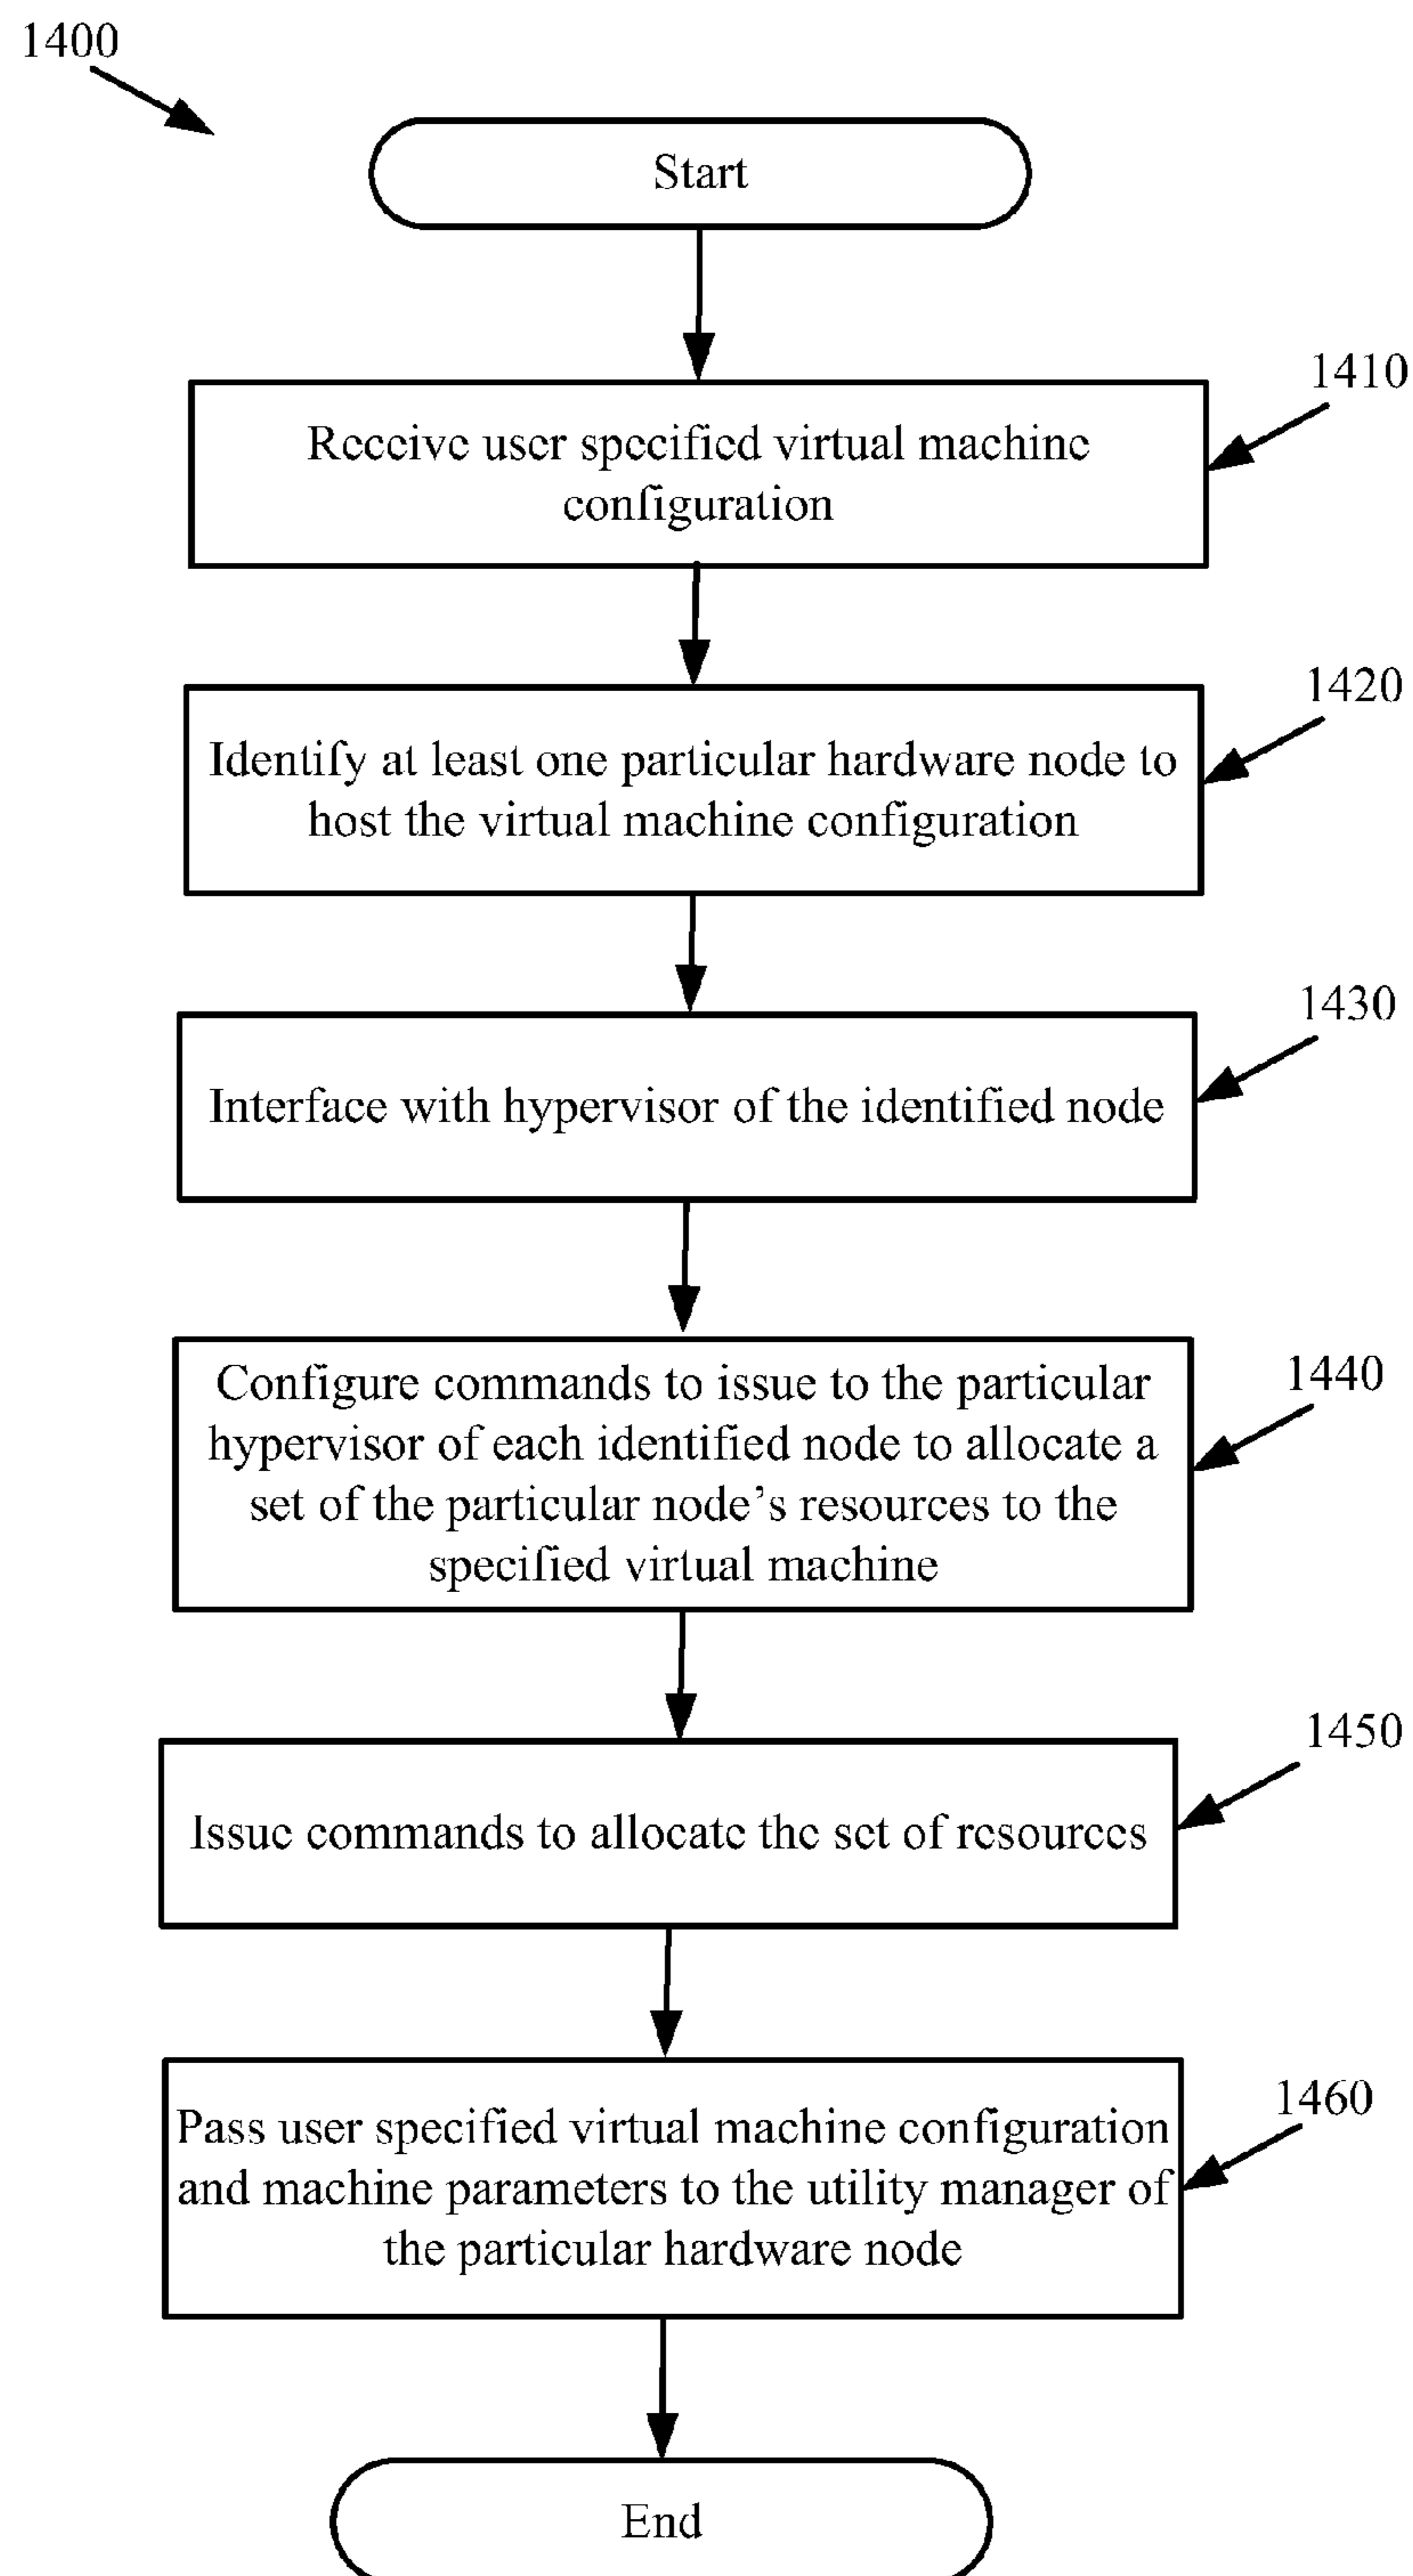 1400
Start
1410
Receive user specified virtual machine
configuration
1420
Identify at least one particular hardware node to
host the virtual machine configuration
1430
Interface with hypervisor of the identified node
1440
Configure commands to issue to the particular
hypervisor of each identified node to allocate a
set of the particular node’s resources to the
specified virtual machine
1450
Issue commands to allocate the set of resources
1460
Pass user specified virtual machine configuration
and machine parameters to the utility manager of
the particular hardware node
End